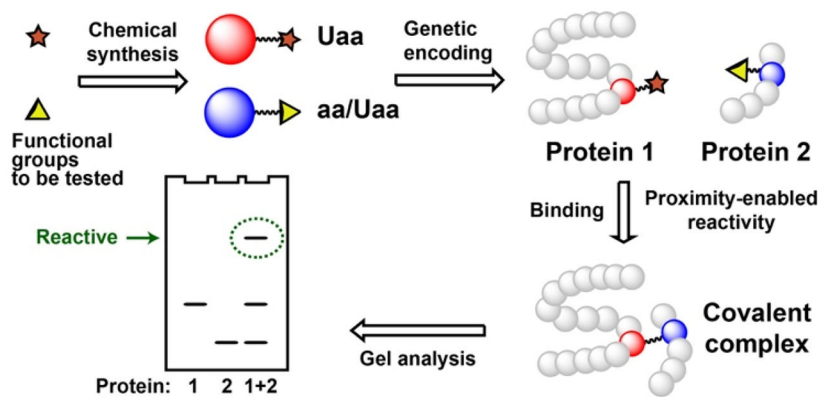 Chemical
synthesis
Uaa
aa/Uaa
Functional
groups
to be tested
Genetic
encoding
Protein 1
Protein 2
Binding
Proximity-enabled
reactivity
Covalent
complex
Gel analysis
Reactive
Protein: 1 2 1+2